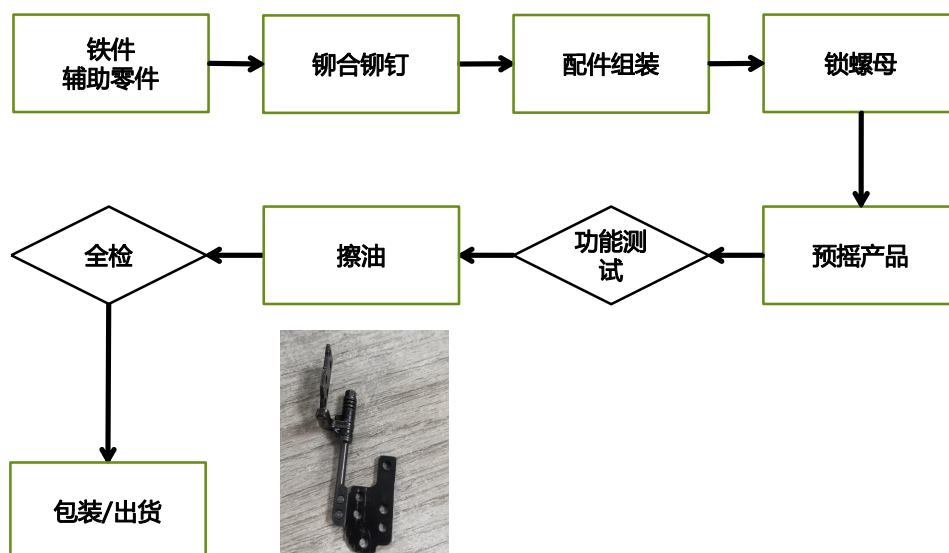 铁件
辅助零件
铆合铆钉
配件组装
锁螺母
预摇产品
功能测
试
擦油
全检
包装/出货